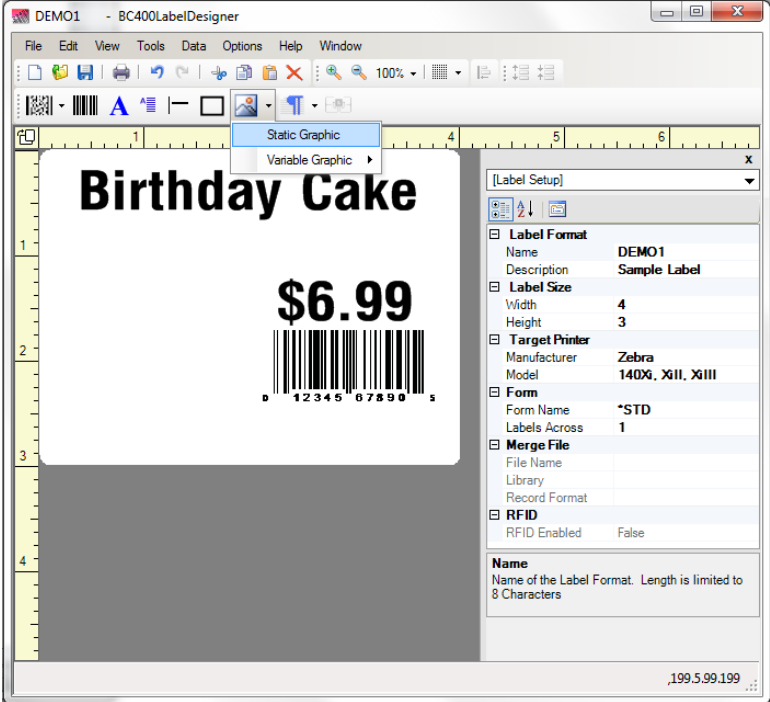 DEMO1 - BC400LabelDesigner
File Edit View Tools Data Options Help Window
100%
A
Static Graphic
Variable Graphic
1 4 5 6
x
Birthday Cake
$6.99
0 12345 67890 5
1
2
3
4
[Label Setup]
Label Format
Name DEMO1
Description Sample Label
Label Size
Width 4
Height 3
Target Printer
Manufacturer Zebra
Model 140Xi, XiII, XiIII
Form
Form Name *STD
Labels Across 1
Merge File
File Name
Library
Record Format
RFID
RFID Enabled False
Name
Name of the Label Format. Length is limited to
8 Characters
,199.5.99.199